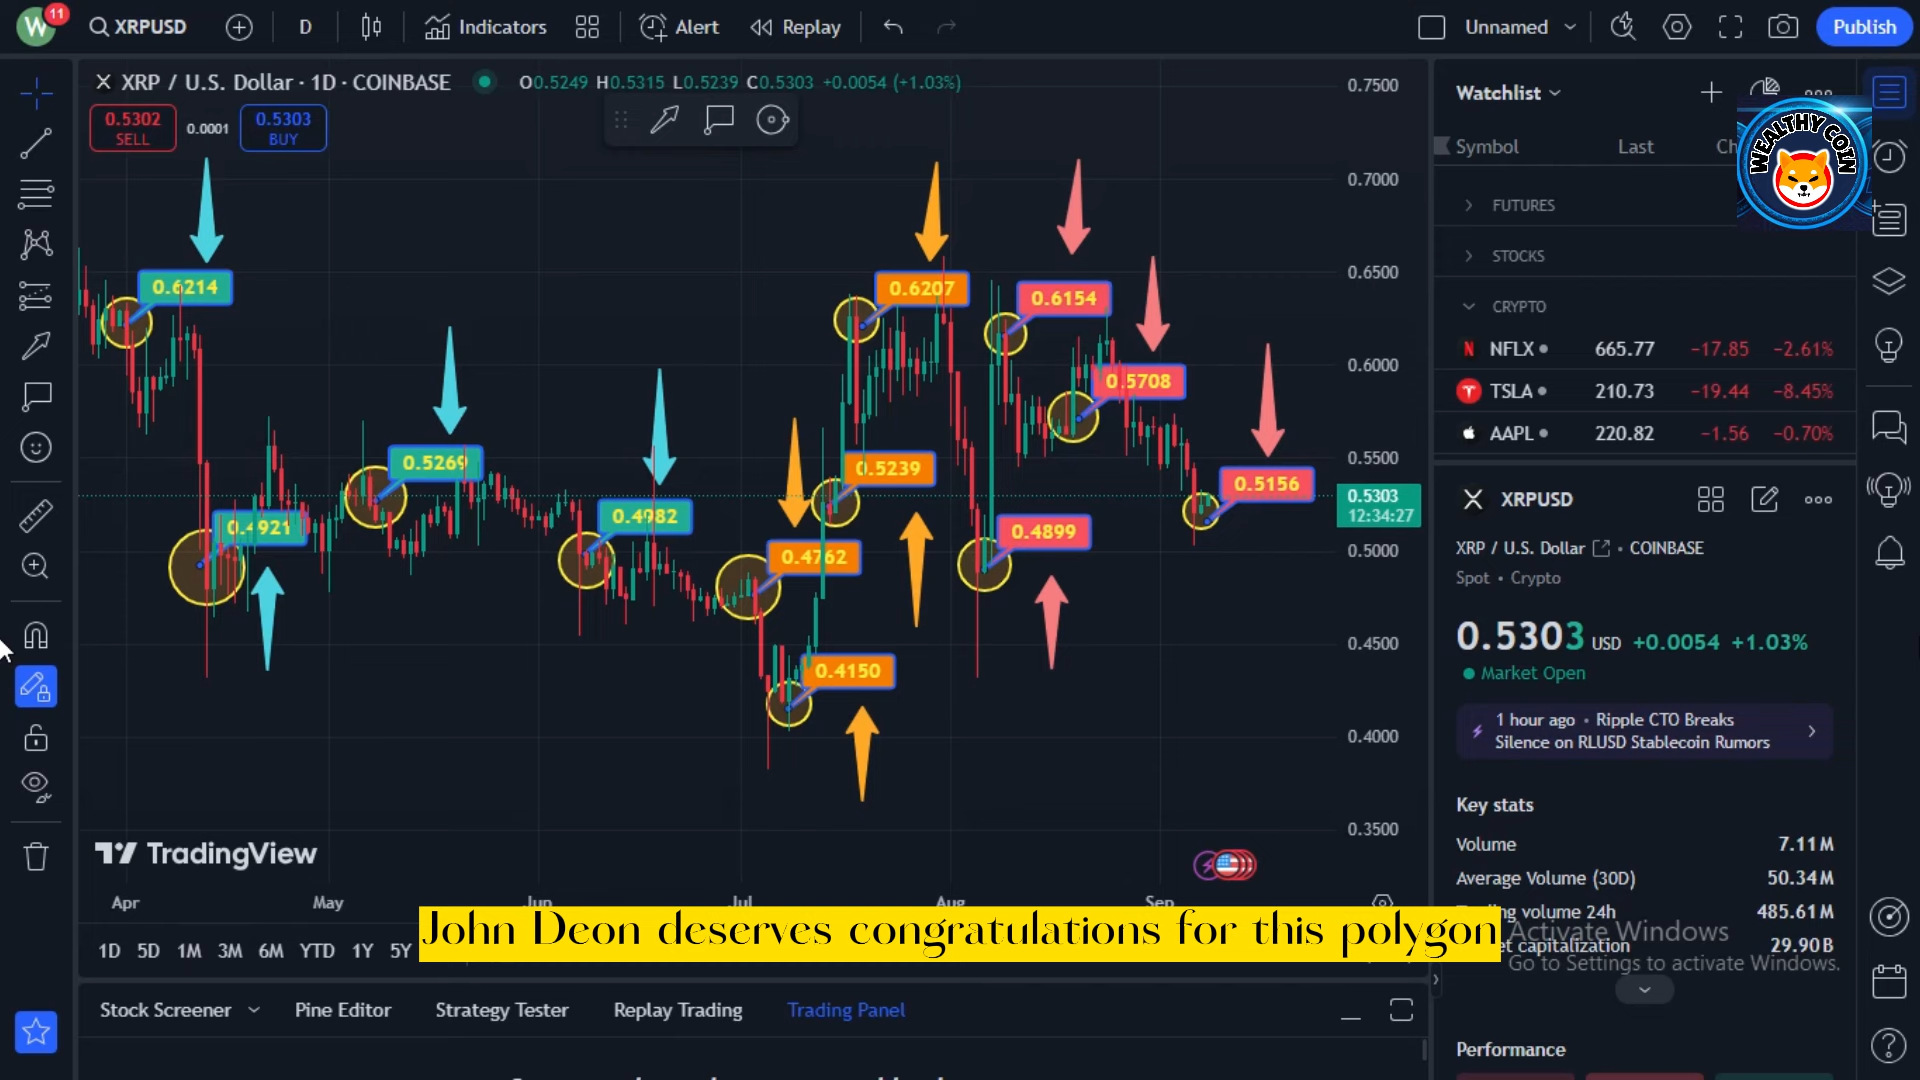 W 11 XRPUSD D Indicators Alert Replay Unnamed Publish
X XRP / U.S. Dollar · 1D · COINBASE O0.5249 H0.5315 L0.5239 C0.5303 +0.0054 (+1.03%)
0.5302 SELL 0.0001 0.5303 BUY
0.7500
0.7000
0.6500
0.6000
0.5500
0.5303
12:34:27
0.5000
0.4500
0.4000
0.3500
0.6214
0.4921
0.5269
0.4982
0.4762
0.4150
0.5239
0.6207
0.4899
0.6154
0.5708
0.5156
TradingView
Apr May Jun Jul Aug Sep
1D 5D 1M 3M 6M YTD 1Y 5Y
John Deon deserves congratulations for this polygon
Stock Screener Pine Editor Strategy Tester Replay Trading Trading Panel
Watchlist
WEALTHY COIN
Symbol Last Ch
FUTURES
STOCKS
CRYPTO
NFLX 665.77 −17.85 −2.61%
TSLA 210.73 −19.44 −8.45%
AAPL 220.82 −1.56 −0.70%
XRPUSD
XRP / U.S. Dollar • COINBASE
Spot • Crypto
0.5303 USD +0.0054 +1.03%
Market Open
1 hour ago • Ripple CTO Breaks
Silence on RLUSD Stablecoin Rumors
Key stats
Volume 7.11M
Average Volume (30D) 50.34M
volume 24h 485.61M
capitalization 29.90B
Activate Windows
Go to Settings to activate Windows.
Performance